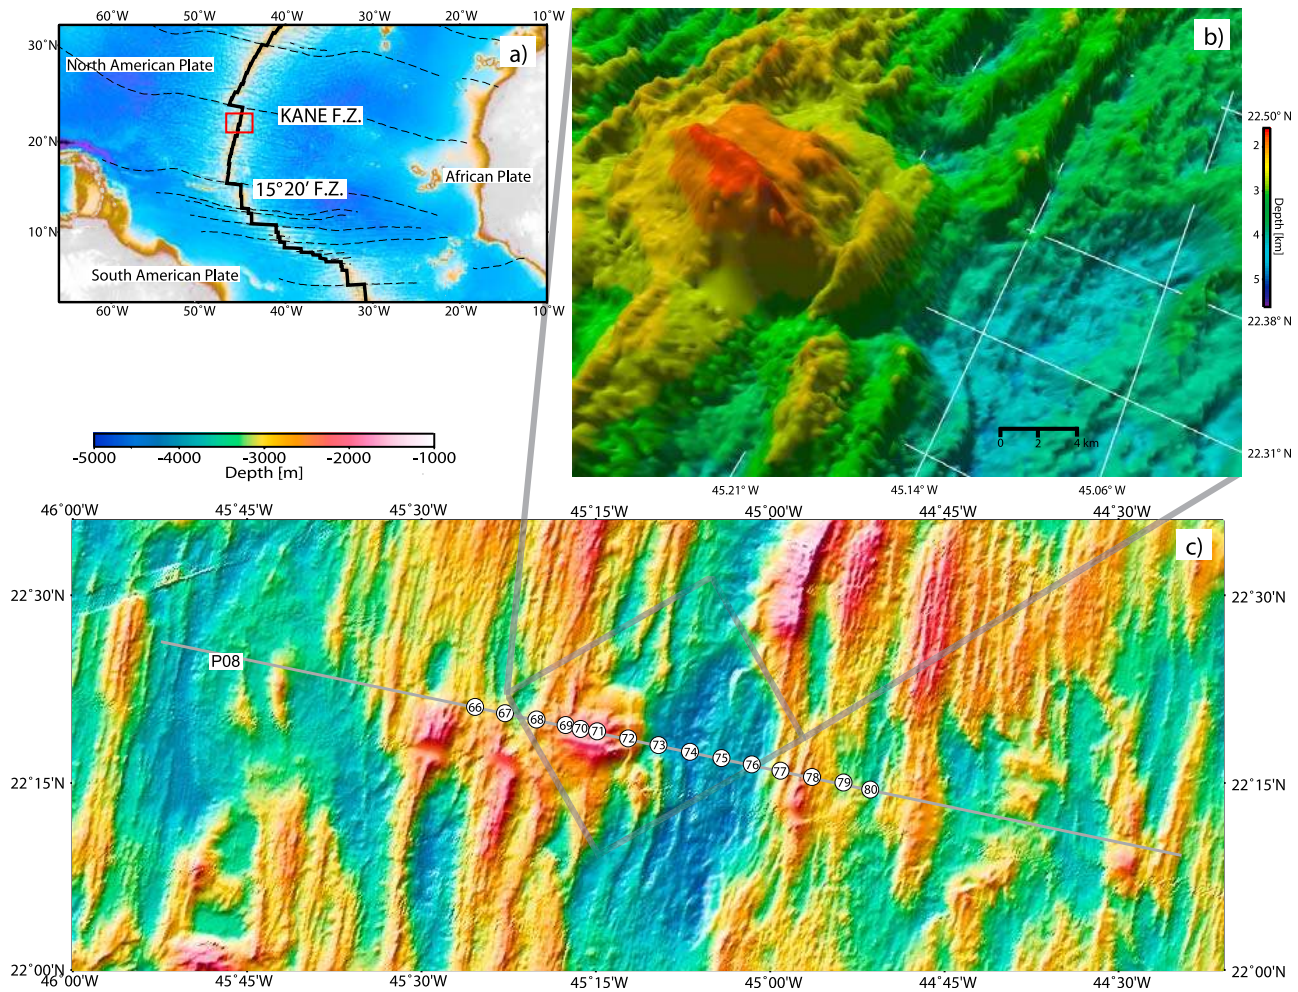 60°W 50°W 40°W 30°W 20°W 10°W
30°N
20°N
10°N
a)
North American Plate
KANE F.Z.
15°20' F.Z.
African Plate
South American Plate
60°W 50°W 40°W 30°W 20°W 10°W
b)
22.50° N
2
3
4
5
Depth [km]
22.38° N
22.31° N
0 2 4 km
45.21° W 45.14° W 45.06° W
-5000 -4000 -3000 -2000 -1000
Depth [m]
46°00'W 45°45'W 45°30'W 45°15'W 45°00'W 44°45'W 44°30'W
c)
22°30'N 22°30'N
P08
66 67 68 69 70 71 72 73 74 75 76 77 78 79 80
22°15'N 22°15'N
22°00'N 22°00'N
46°00'W 45°45'W 45°30'W 45°15'W 45°00'W 44°45'W 44°30'W